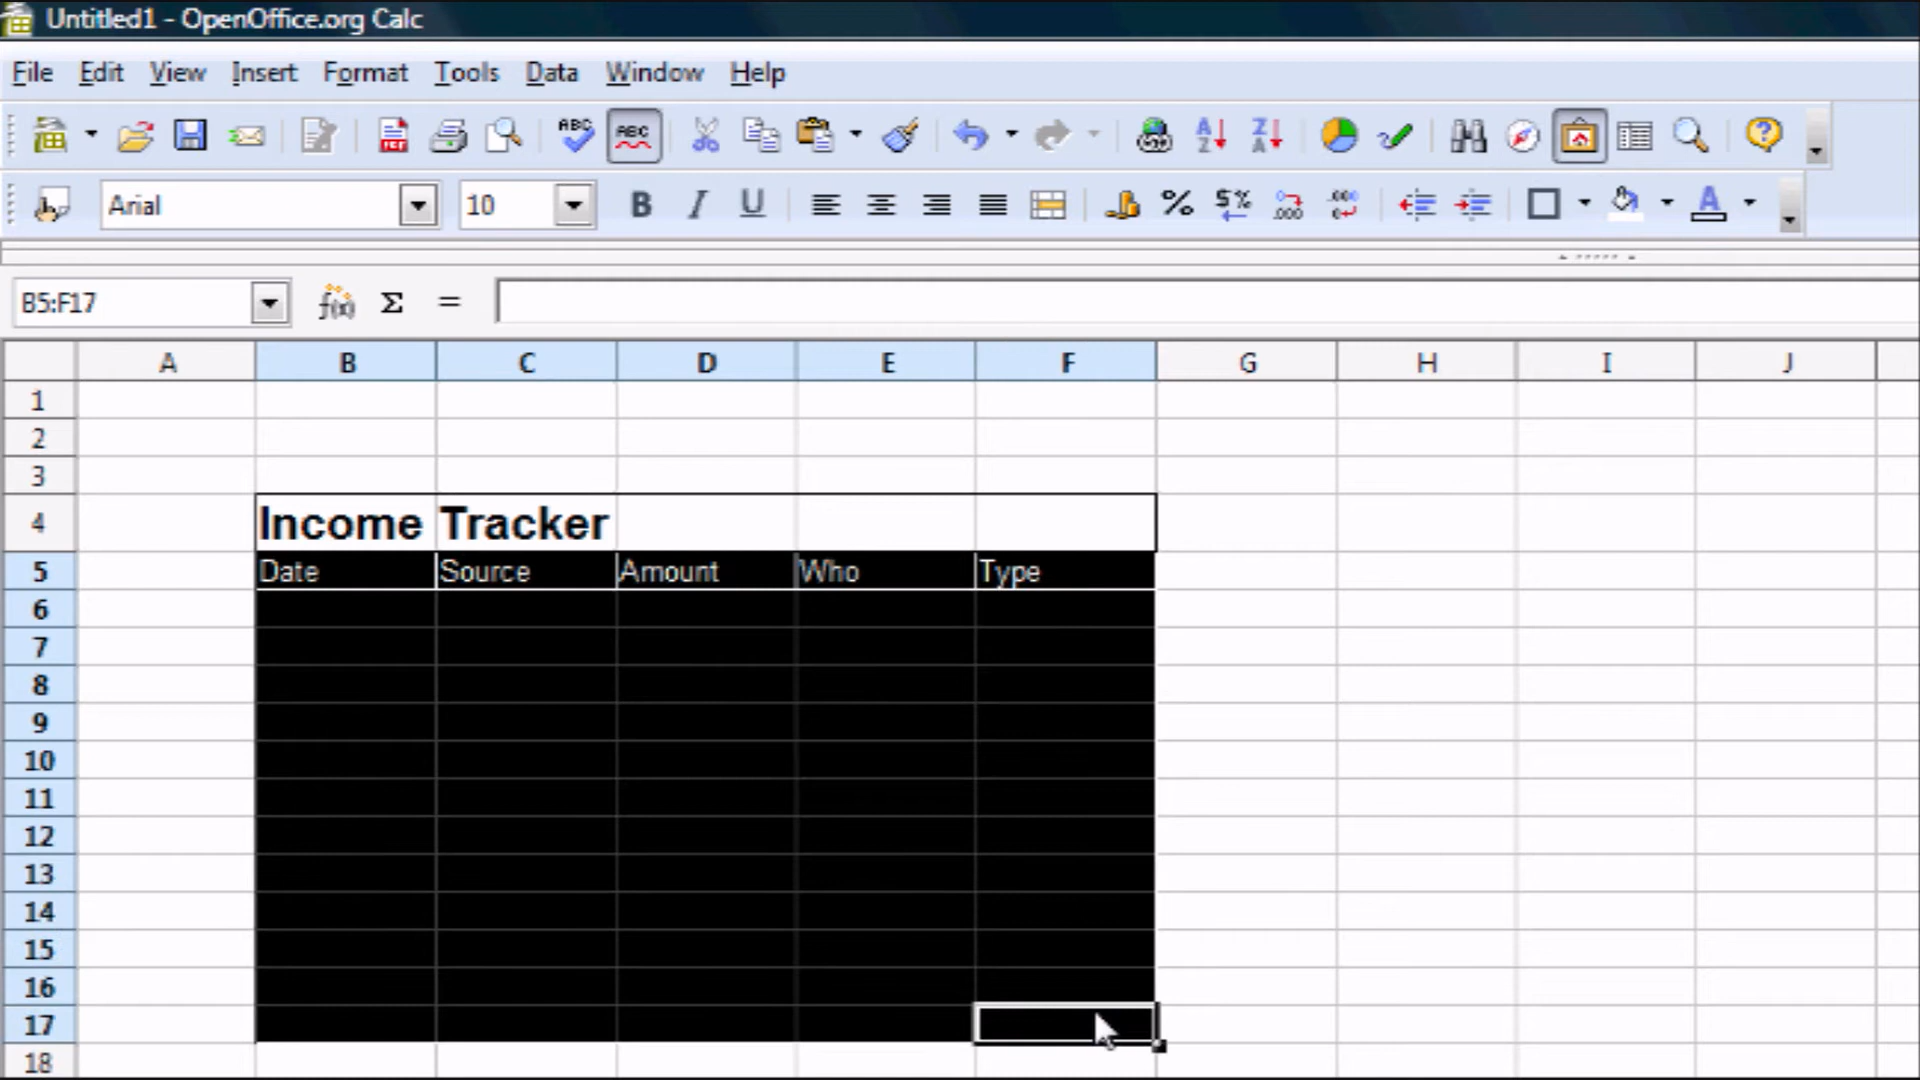 Untitled1 - OpenOffice.org Calc
File Edit View Insert Format Tools Data Window Help
Arial 10 B I U
B5:F17 f(x) Σ =
A B C D E F G H I J
1
2
3
4 Income Tracker
5 Date Source Amount Who Type
6
7
8
9
10
11
12
13
14
15
16
17
18